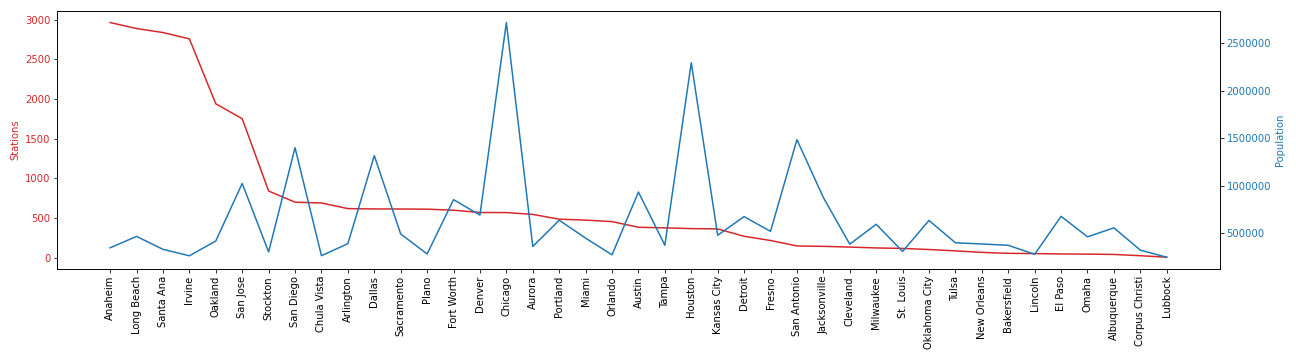 3000
2500
2000
1500
1000
500
0
Stations
2500000
2000000
1500000
1000000
500000
Population
Anaheim
Long Beach
Santa Ana
Irvine
Oakland
San Jose
Stockton
San Diego
Chula Vista
Arlington
Dallas
Sacramento
Plano
Fort Worth
Denver
Chicago
Aurora
Portland
Miami
Orlando
Austin
Tampa
Houston
Kansas City
Detroit
Fresno
San Antonio
Jacksonville
Cleveland
Milwaukee
St. Louis
Oklahoma City
Tulsa
New Orleans
Bakersfield
Lincoln
El Paso
Omaha
Albuquerque
Corpus Christi
Lubbock